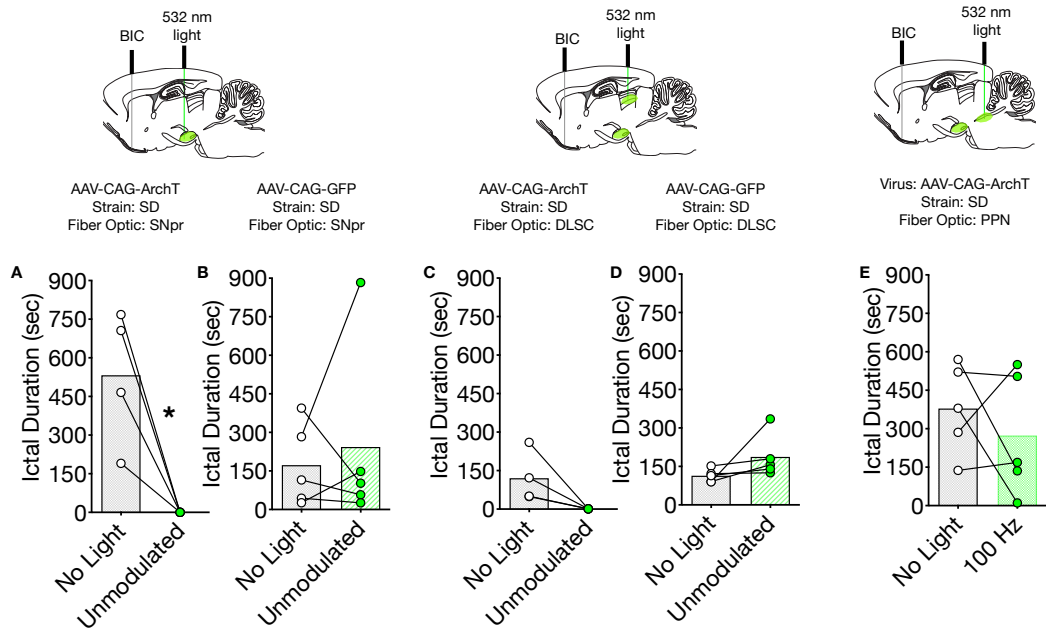 BIC
532 nm
light
BIC
532 nm
light
BIC
532 nm
light
AAV-CAG-ArchT
Strain: SD
Fiber Optic: SNpr
AAV-CAG-GFP
Strain: SD
Fiber Optic: SNpr
AAV-CAG-ArchT
Strain: SD
Fiber Optic: DLSC
AAV-CAG-GFP
Strain: SD
Fiber Optic: DLSC
Virus: AAV-CAG-ArchT
Strain: SD
Fiber Optic: PPN
A
Ictal Duration (sec)
900
750
600
450
300
150
0
*
No Light
Unmodulated
B
Ictal Duration (sec)
900
750
600
450
300
150
0
No Light
Unmodulated
C
Ictal Duration (sec)
900
750
600
450
300
150
0
No Light
Unmodulated
D
Ictal Duration (sec)
900
750
600
450
300
150
0
No Light
Unmodulated
E
Ictal Duration (sec)
900
750
600
450
300
150
0
No Light
100 Hz